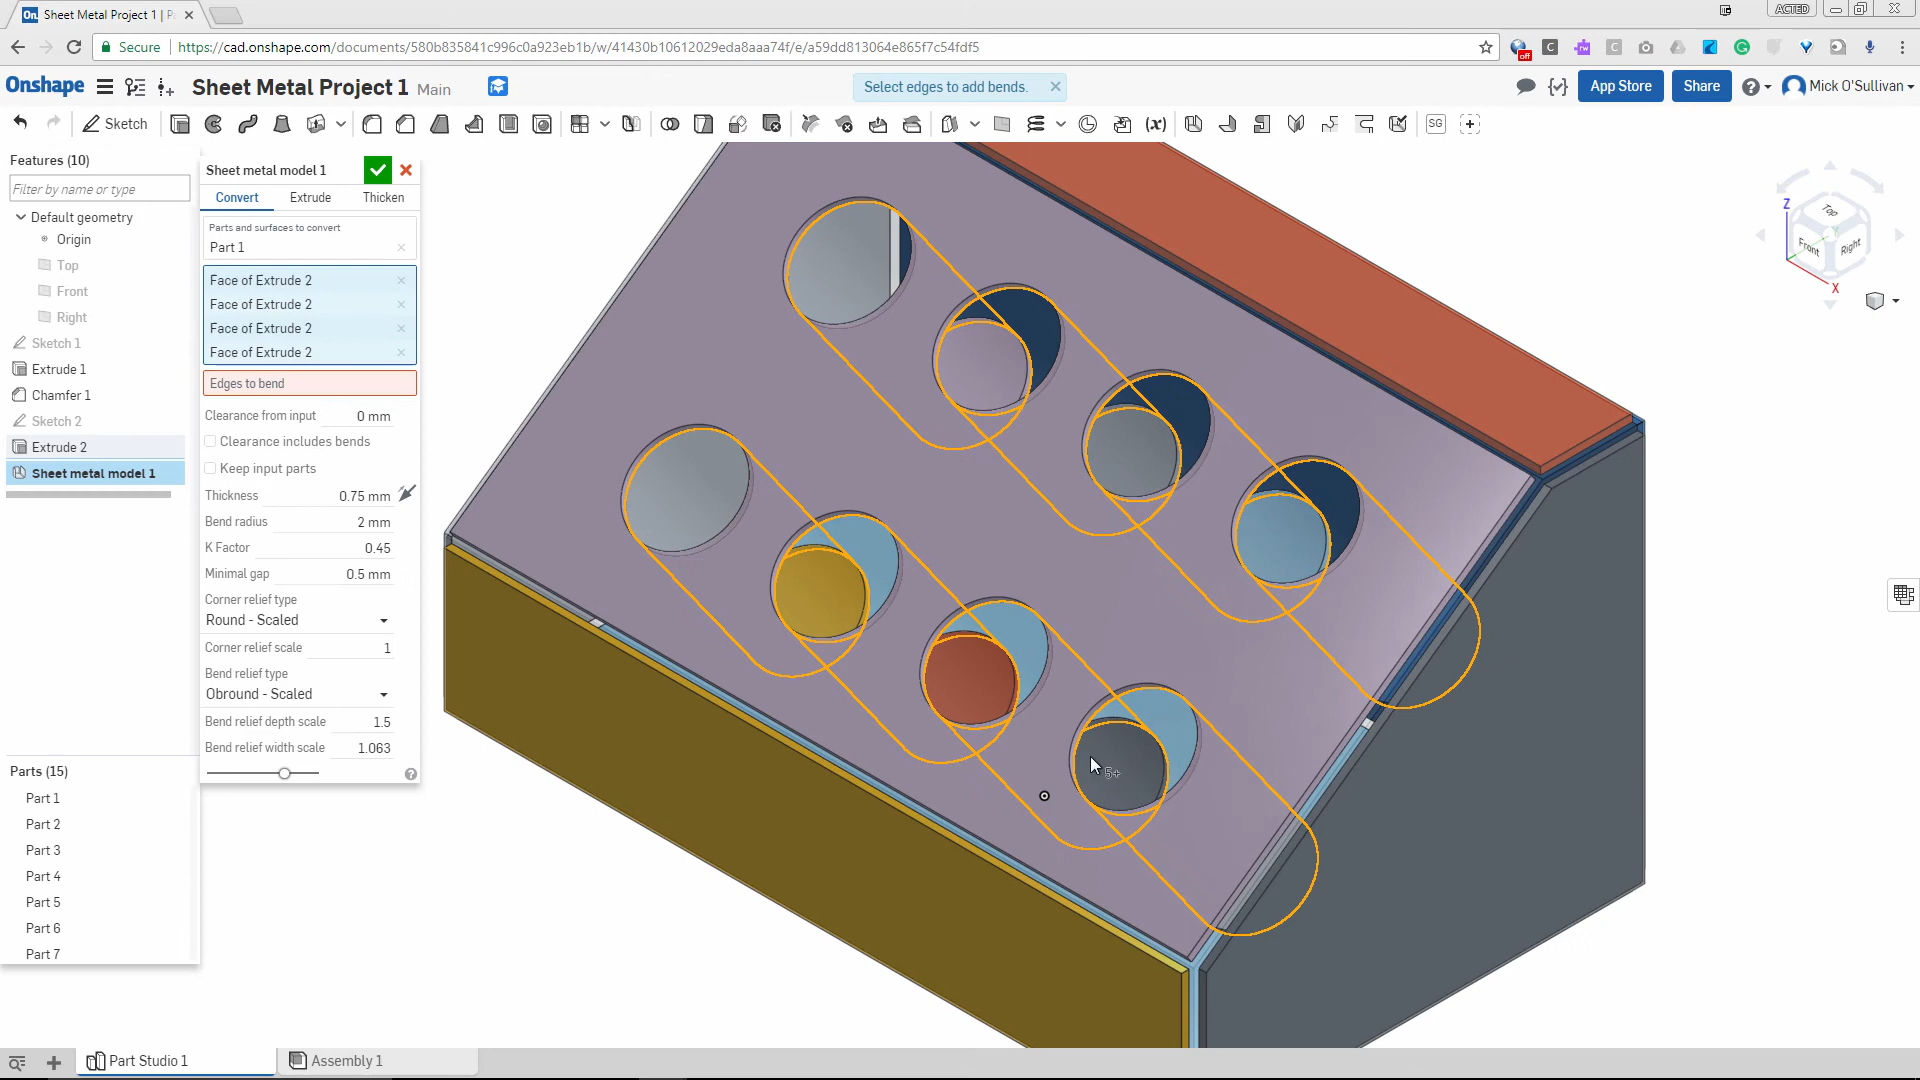 Sheet Metal Project 1 | P
ACTED
Secure
https://cad.onshape.com/documents/580b835841c996c0a923eb1b/w/41430b10612029eda8aaa74f/e/a59dd813064e865f7c54fdf5
off
Onshape
Sheet Metal Project 1 Main
Select edges to add bends.
App Store
Share
Mick O'Sullivan
Sketch
(x)
SG
Features (10)
Filter by name or type
Default geometry
Origin
Top
Front
Right
Sketch 1
Extrude 1
Chamfer 1
Sketch 2
Extrude 2
Sheet metal model 1
Parts (15)
Part 1
Part 2
Part 3
Part 4
Part 5
Part 6
Part 7
Sheet metal model 1
Convert Extrude Thicken
Parts and surfaces to convert
Part 1
Face of Extrude 2
Face of Extrude 2
Face of Extrude 2
Face of Extrude 2
Edges to bend
Clearance from input 0 mm
Clearance includes bends
Keep input parts
Thickness 0.75 mm
Bend radius 2 mm
K Factor 0.45
Minimal gap 0.5 mm
Corner relief type
Round - Scaled
Corner relief scale 1
Bend relief type
Obround - Scaled
Bend relief depth scale 1.5
Bend relief width scale 1.063
5+
Z
Top
Front
Right
X
Part Studio 1
Assembly 1